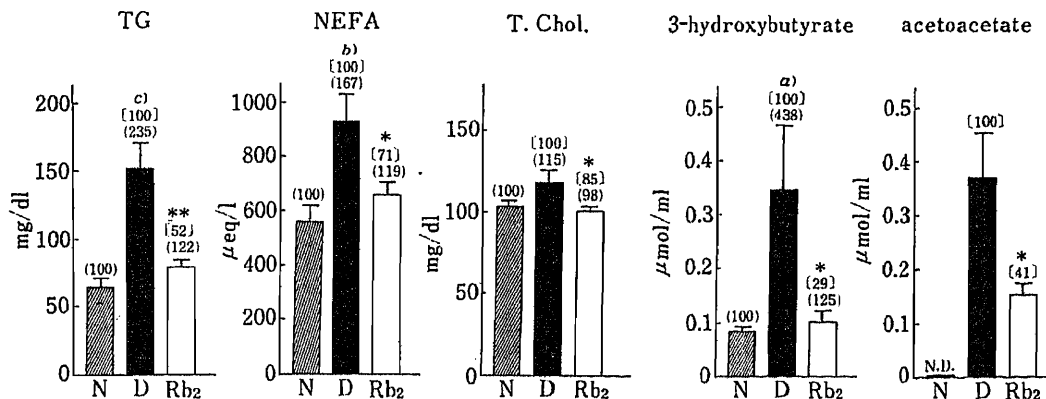 TG
mg/dl
200
150
100
50
0
(100)
c)
[100]
(235)
**
[52]
(122)
N D Rb₂
NEFA
μeq/l
1000
800
600
400
200
0
(100)
b)
[100]
(167)
*
[71]
(119)
N D Rb₂
T. Chol.
mg/dl
150
100
50
0
(100)
[100]
(115)
*
[85]
(98)
N D Rb₂
3-hydroxybutyrate
μmol/ml
0.5
0.4
0.3
0.2
0.1
0
(100)
a)
[100]
(438)
*
[29]
(125)
N D Rb₂
acetoacetate
μmol/ml
0.5
0.4
0.3
0.2
0.1
0
N.D.
[100]
*
[41]
N D Rb₂